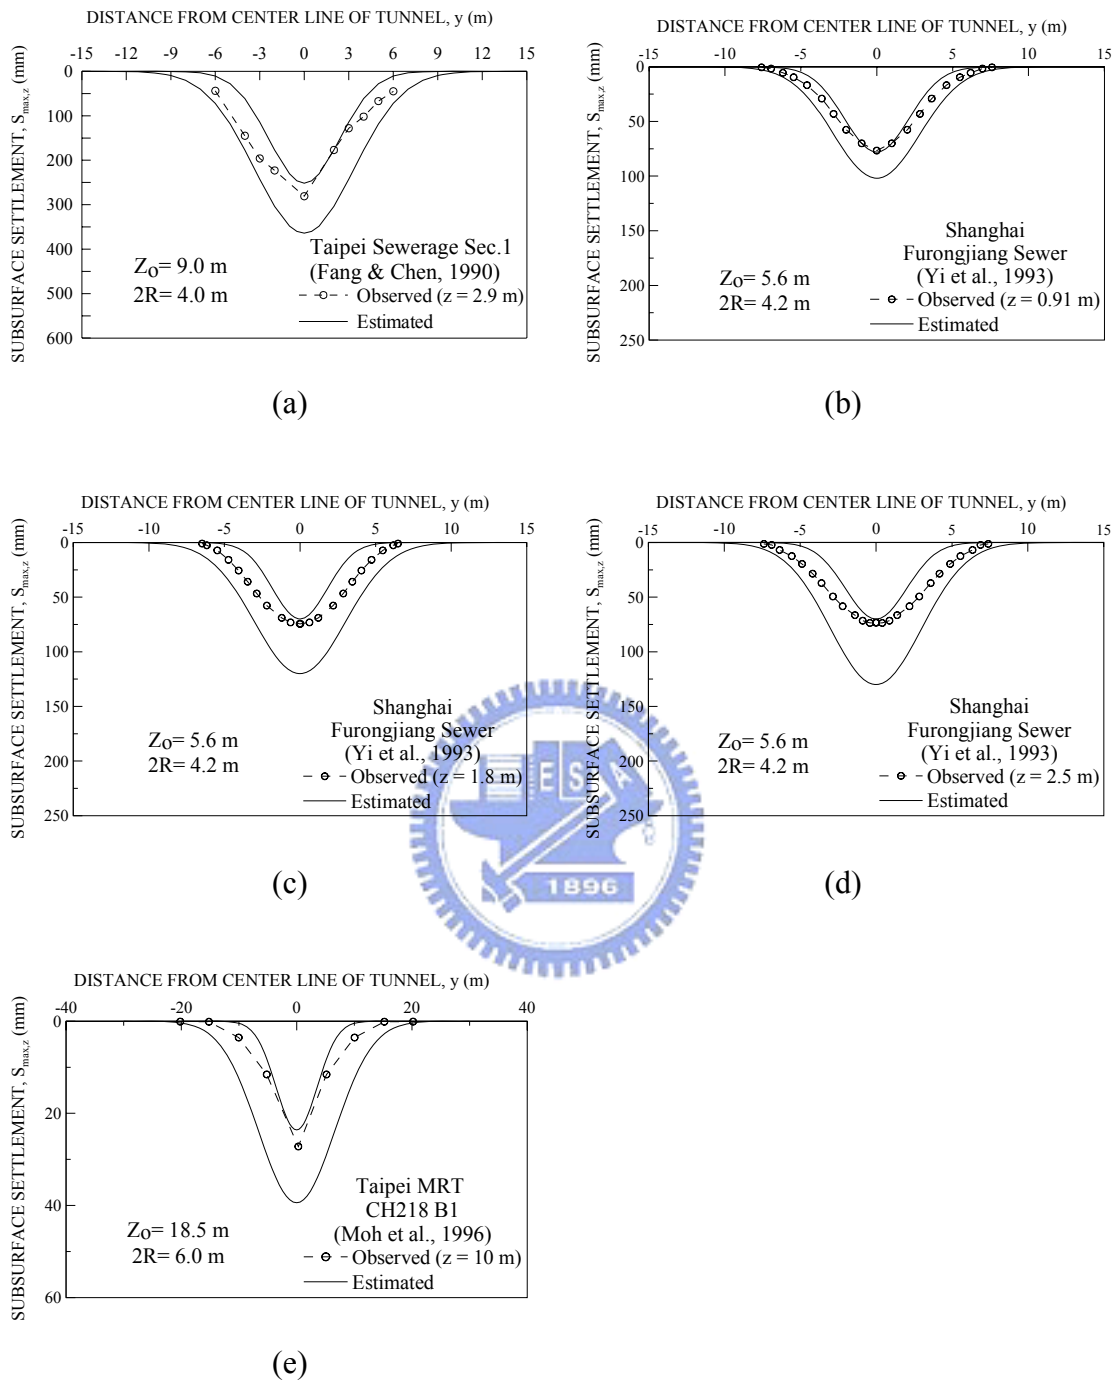 DISTANCE FROM CENTER LINE OF TUNNEL, y (m)
-15 -12 -9 -6 -3 0 3 6 9 12 15
SUBSURFACE SETTLEMENT, Smax,z (mm)
0
100
200
300
400
500
600
Zo= 9.0 m
2R= 4.0 m
Taipei Sewerage Sec.1
(Fang & Chen, 1990)
Observed (z = 2.9 m)
Estimated
(a)
DISTANCE FROM CENTER LINE OF TUNNEL, y (m)
-15 -10 -5 0 5 10 15
SUBSURFACE SETTLEMENT, Smax,z (mm)
0
50
100
150
200
250
Zo= 5.6 m
2R= 4.2 m
Shanghai
Furongjiang Sewer
(Yi et al., 1993)
Observed (z = 0.91 m)
Estimated
(b)
DISTANCE FROM CENTER LINE OF TUNNEL, y (m)
-15 -10 -5 0 5 10 15
SUBSURFACE SETTLEMENT, Smax,z (mm)
0
50
100
150
200
250
Zo= 5.6 m
2R= 4.2 m
Shanghai
Furongjiang Sewer
(Yi et al., 1993)
Observed (z = 1.8 m)
Estimated
(c)
DISTANCE FROM CENTER LINE OF TUNNEL, y (m)
-15 -10 -5 0 5 10 15
SUBSURFACE SETTLEMENT, Smax,z (mm)
0
50
100
150
200
250
Zo= 5.6 m
2R= 4.2 m
Shanghai
Furongjiang Sewer
(Yi et al., 1993)
Observed (z = 2.5 m)
Estimated
(d)
E S A
1896
DISTANCE FROM CENTER LINE OF TUNNEL, y (m)
-40 -20 0 20 40
SUBSURFACE SETTLEMENT, Smax,z (mm)
0
20
40
60
Zo= 18.5 m
2R= 6.0 m
Taipei MRT
CH218 B1
(Moh et al., 1996)
Observed (z = 10 m)
Estimated
(e)